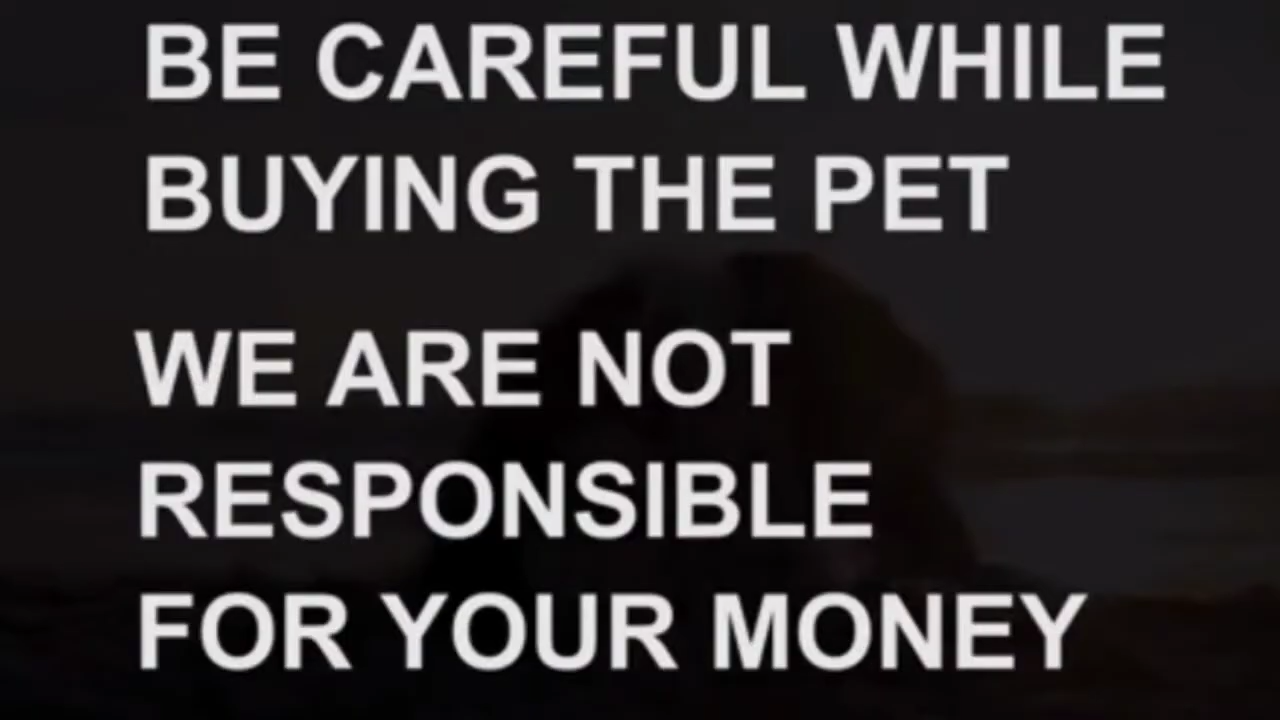 BE CAREFUL WHILE
BUYING THE PET
WE ARE NOT
RESPONSIBLE
FOR YOUR MONEY